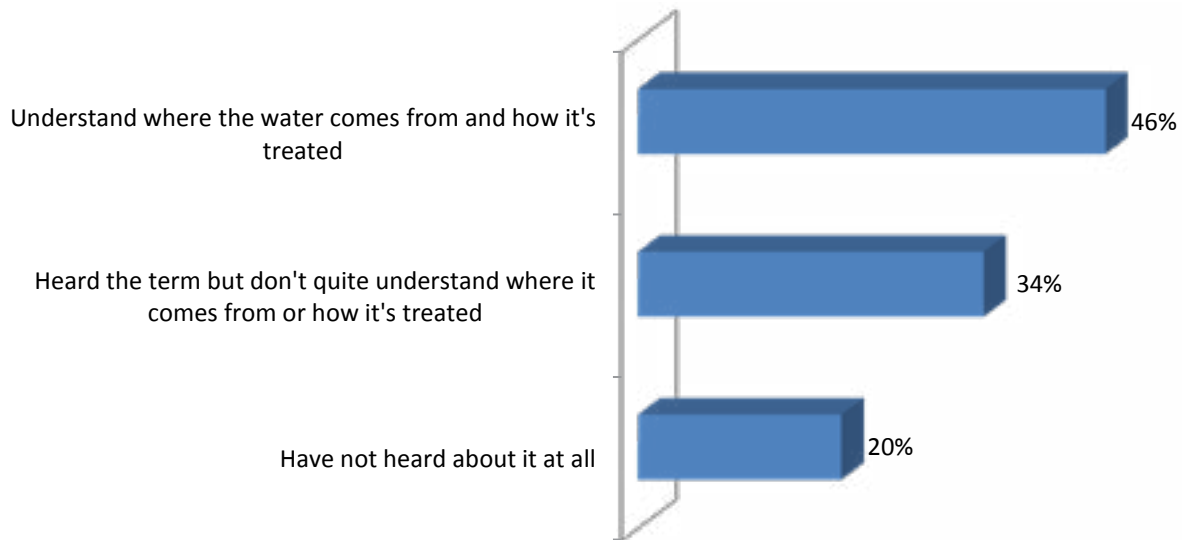 Understand where the water comes from and how it's
treated
46%
Heard the term but don't quite understand where it
comes from or how it's treated
34%
Have not heard about it at all
20%